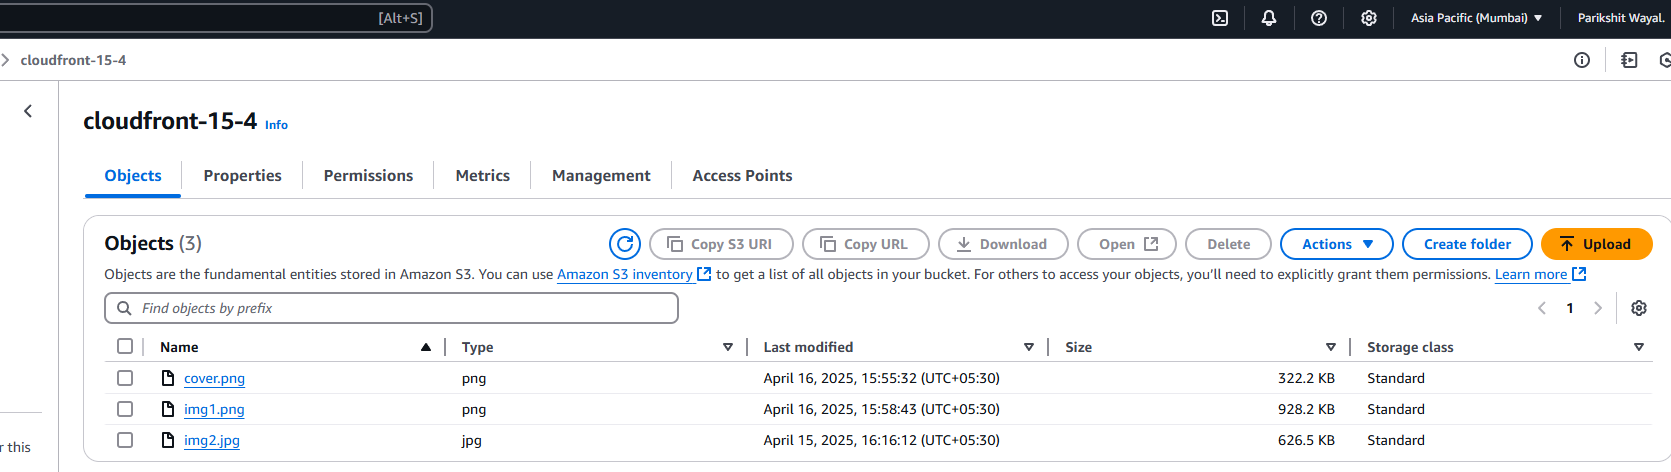 [Alt+S] Asia Pacific (Mumbai) Parikshit Wayal.
cloudfront-15-4
cloudfront-15-4 Info
Objects Properties Permissions Metrics Management Access Points
Objects (3) Copy S3 URI Copy URL Download Open Delete Actions Create folder Upload
Objects are the fundamental entities stored in Amazon S3. You can use Amazon S3 inventory to get a list of all objects in your bucket. For others to access your objects, you'll need to explicitly grant them permissions. Learn more
Find objects by prefix 1
Name Type Last modified Size Storage class
cover.png png April 16, 2025, 15:55:32 (UTC+05:30) 322.2 KB Standard
img1.png png April 16, 2025, 15:58:43 (UTC+05:30) 928.2 KB Standard
img2.jpg jpg April 15, 2025, 16:16:12 (UTC+05:30) 626.5 KB Standard
r this